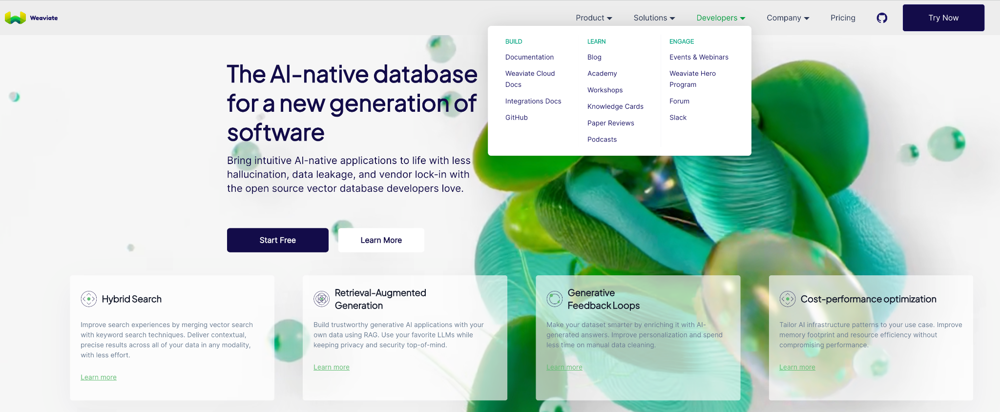 Weaviate
Product
Solutions
Developers
Company
Pricing
Try Now
BUILD
Documentation
Weaviate Cloud
Docs
Integrations Docs
GitHub
LEARN
Blog
Academy
Workshops
Knowledge Cards
Paper Reviews
Podcasts
ENGAGE
Events & Webinars
Weaviate Hero
Program
Forum
Slack
The AI-native database
for a new generation of
software
Bring intuitive AI-native applications to life with less
hallucination, data leakage, and vendor lock-in with
the open source vector database developers love.
Start Free
Learn More
Hybrid Search
Improve search experiences by merging vector search
with keyword search techniques. Deliver contextual,
precise results across all of your data in any modality,
with less effort.
Learn more
Retrieval-Augmented
Generation
Build trustworthy generative AI applications with your
own data using RAG. Use your favorite LLMs while
keeping privacy and security top-of-mind.
Learn more
Generative
Feedback Loops
Make your dataset smarter by enriching it with AI-
generated answers. Improve personalization and spend
less time on manual data cleaning.
Learn more
Cost-performance optimization
Tailor AI infrastructure patterns to your use case. Improve
memory footprint and resource efficiency without
compromising performance.
Learn more